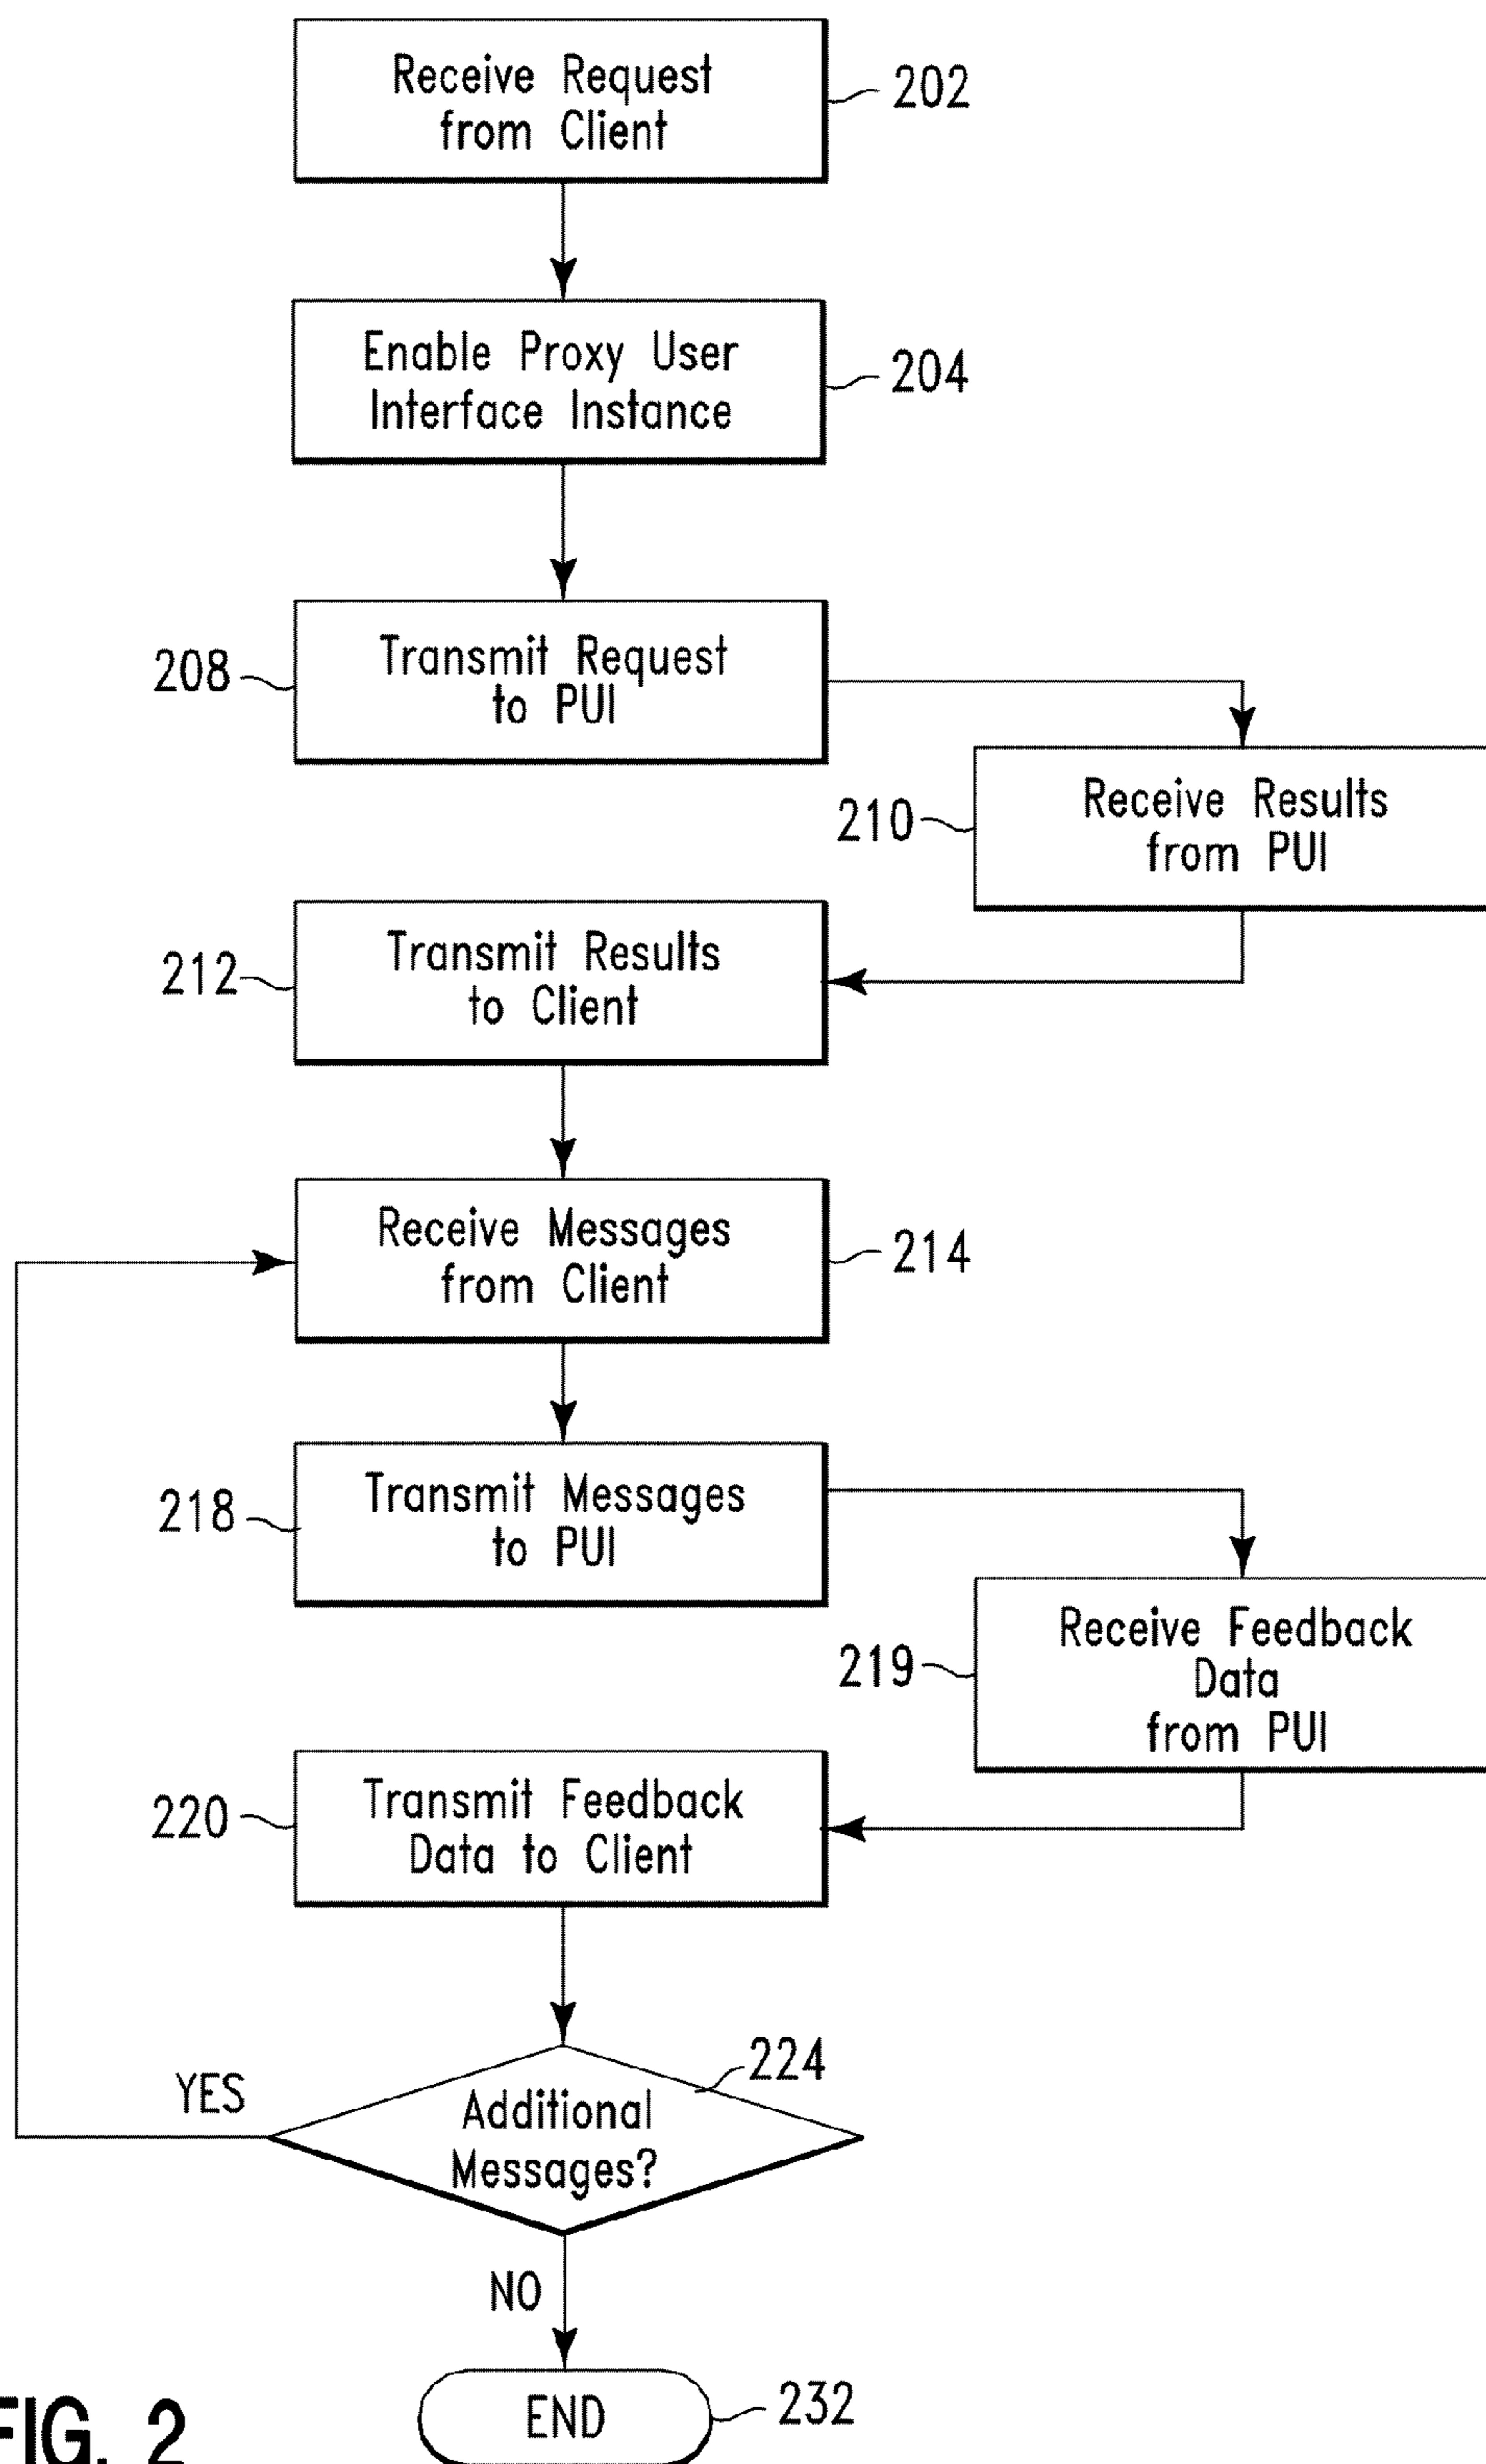 Receive Request
from Client
202
Enable Proxy User
Interface Instance
204
208
Transmit Request
to PUI
210
Receive Results
from PUI
212
Transmit Results
to Client
Receive Messages
from Client
214
218
Transmit Messages
to PUI
219
Receive Feedback
Data
from PUI
220
Transmit Feedback
Data to Client
224
YES
Additional
Messages?
NO
END
232
FIG. 2